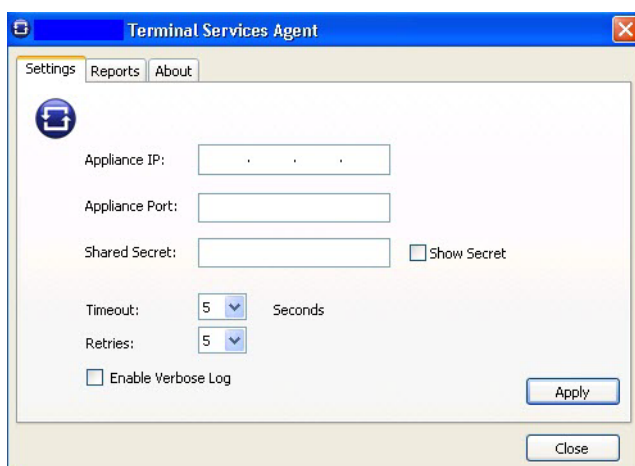 Terminal Services Agent
Settings Reports About
Appliance IP: . . .
Appliance Port:
Shared Secret: Show Secret
Timeout: 5 Seconds
Retries: 5
Enable Verbose Log
Apply
Close